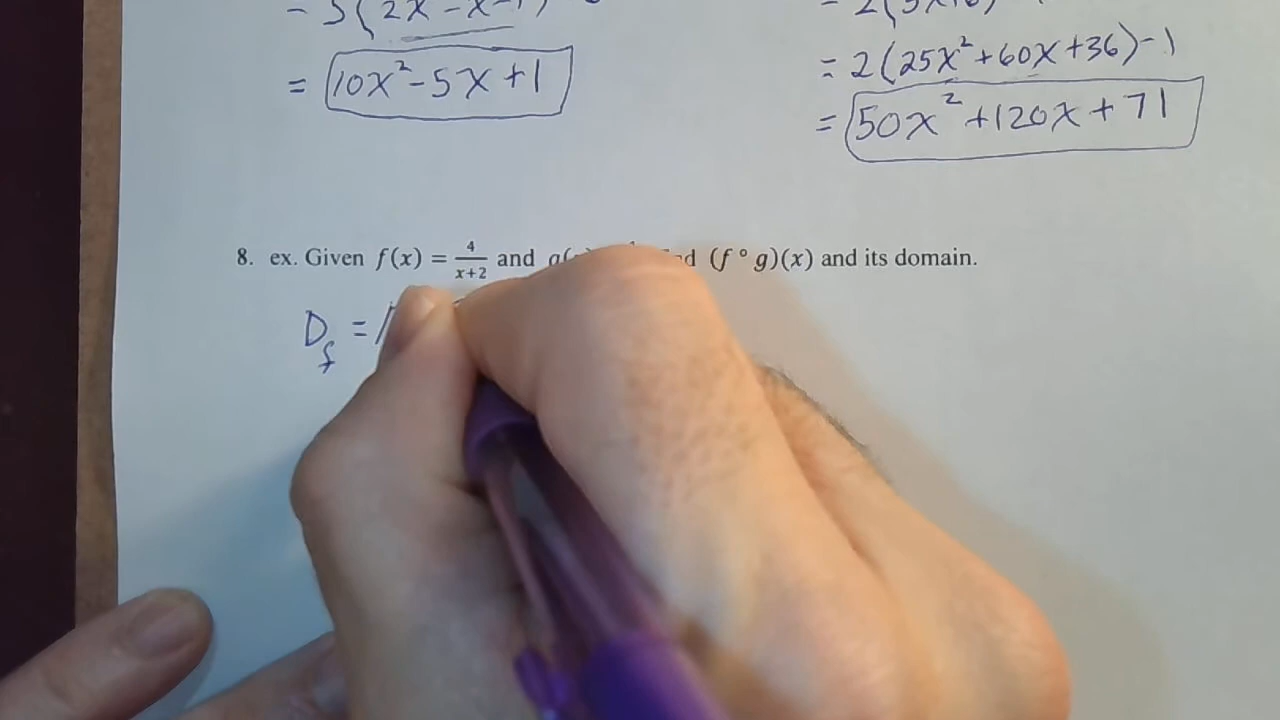 = 10x² - 5x + 1
= 2(25x² + 60x + 36) - 1
= 50x² + 120x + 71
8. ex. Given f(x) = 4/(x+2) and (f ∘ g)(x) and its domain.
D_f =